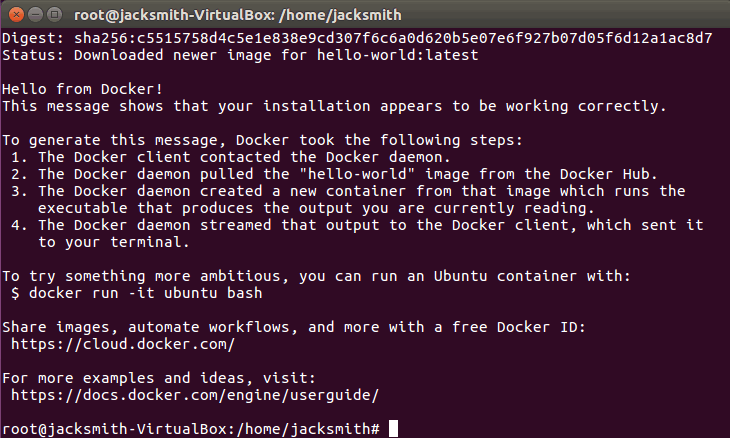 root@jacksmith-VirtualBox: /home/jacksmith
Digest: sha256:c5515758d4c5e1e838e9cd307f6c6a0d620b5e07e6f927b07d05f6d12a1ac8d7
Status: Downloaded newer image for hello-world:latest
Hello from Docker!
This message shows that your installation appears to be working correctly.
To generate this message, Docker took the following steps:
1. The Docker client contacted the Docker daemon.
2. The Docker daemon pulled the "hello-world" image from the Docker Hub.
3. The Docker daemon created a new container from that image which runs the
executable that produces the output you are currently reading.
4. The Docker daemon streamed that output to the Docker client, which sent it
to your terminal.
To try something more ambitious, you can run an Ubuntu container with:
$ docker run -it ubuntu bash
Share images, automate workflows, and more with a free Docker ID:
https://cloud.docker.com/
For more examples and ideas, visit:
https://docs.docker.com/engine/userguide/
root@jacksmith-VirtualBox:/home/jacksmith#